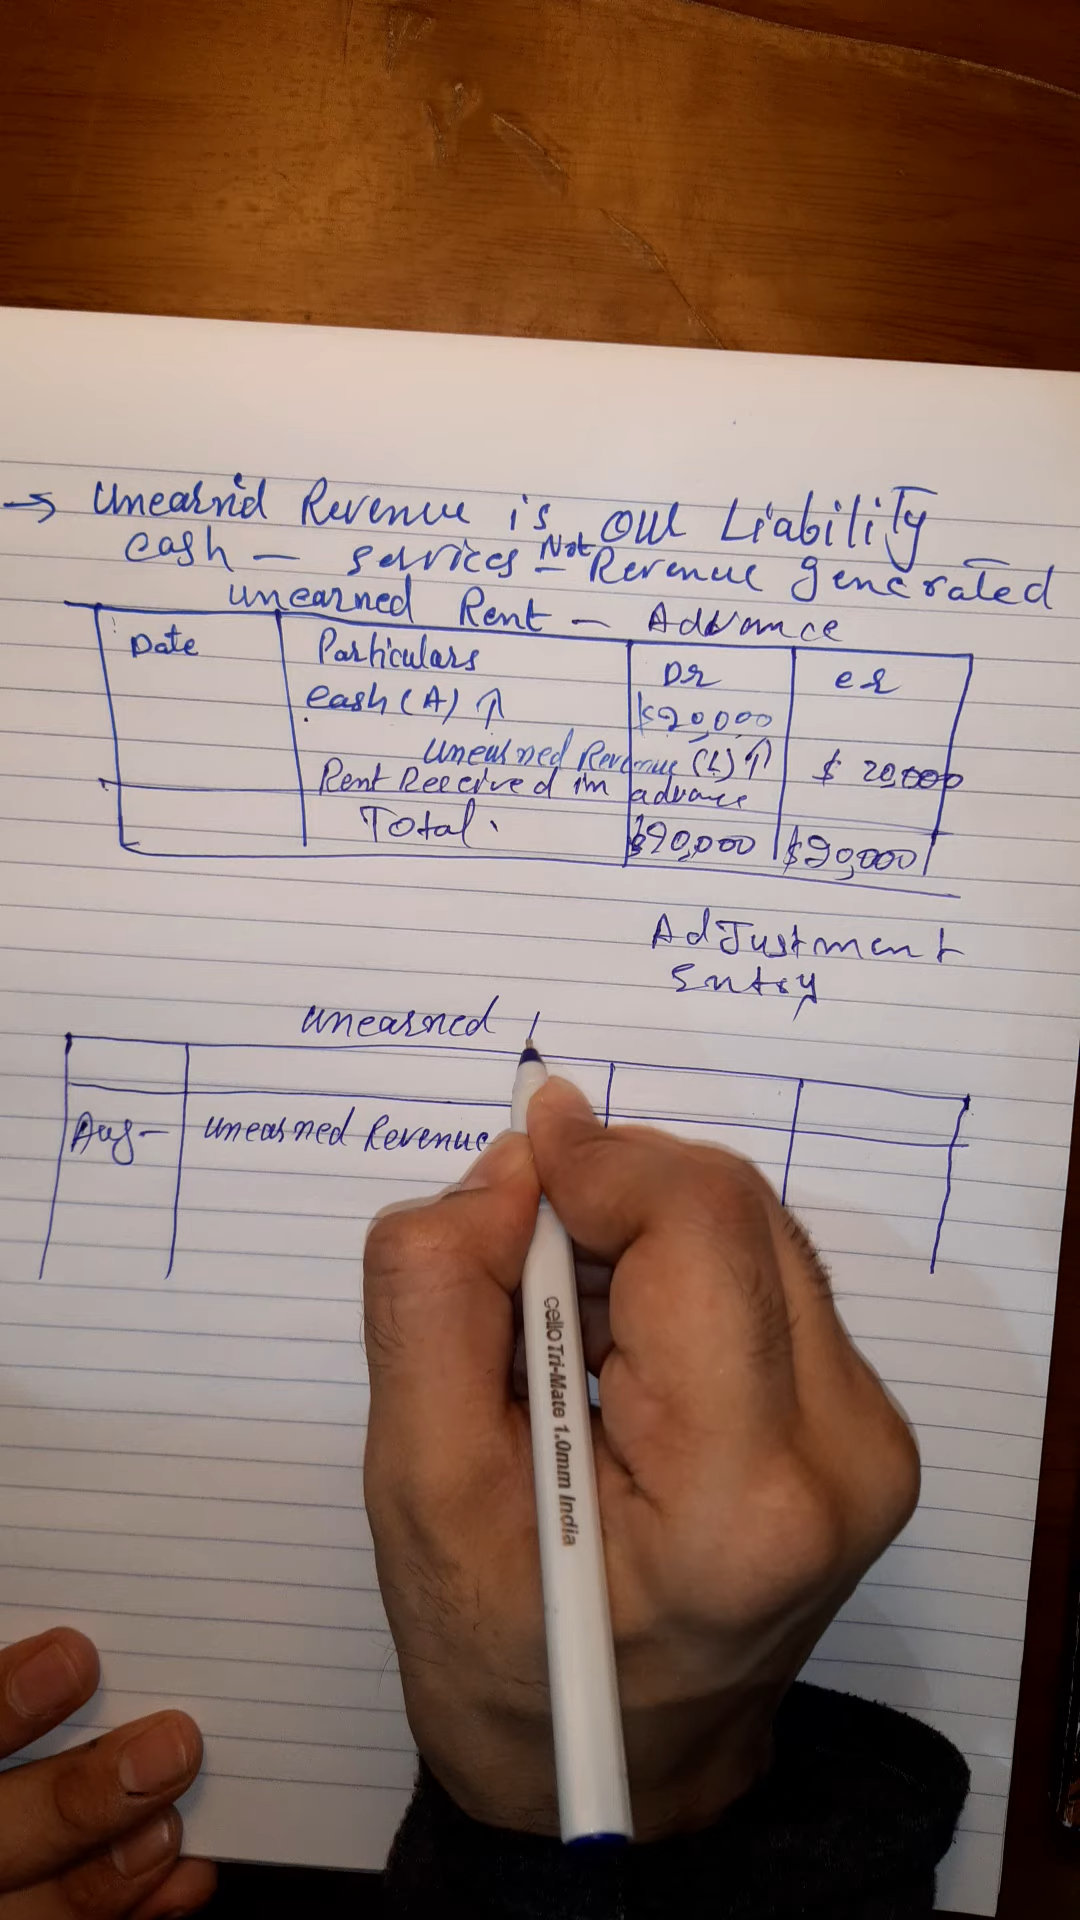 → Unearn'd Revenue is our Liability
cash — services Not Revenue generated
unearned Rent — Advance
Date Particulars DR CR
Cash (A) ↑ $20,000
Unearned Revenue (L) ↑ $ 20,000
Rent Received im advance
Total. $20,000 $20,000
AdJustment
Entry
unearned
Aug- unearned Revenue
cello Tri-Mate 1.0mm India